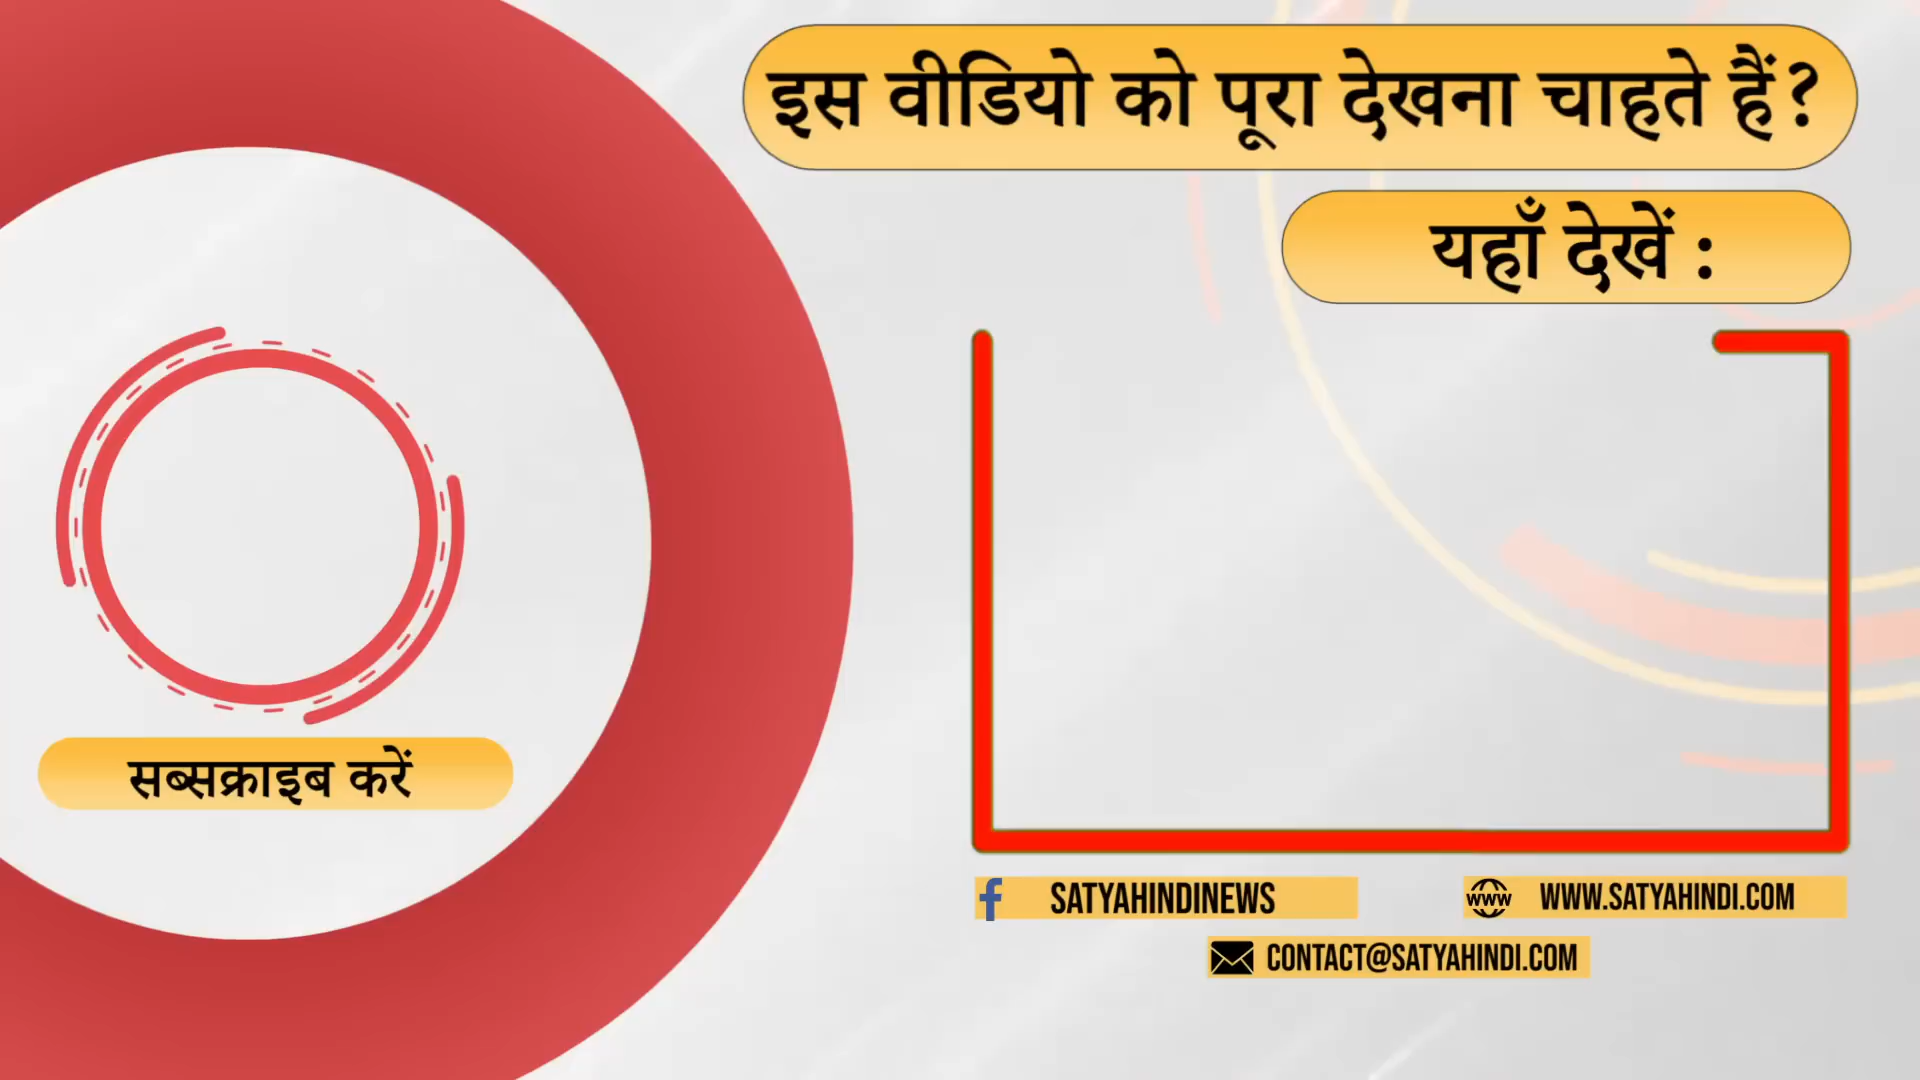 इस वीडियो को पूरा देखना चाहते हैं?
यहाँ देखें :
सब्सक्राइब करें
SATYAHINDINEWS
WWW
WWW.SATYAHINDI.COM
CONTACT@SATYAHINDI.COM